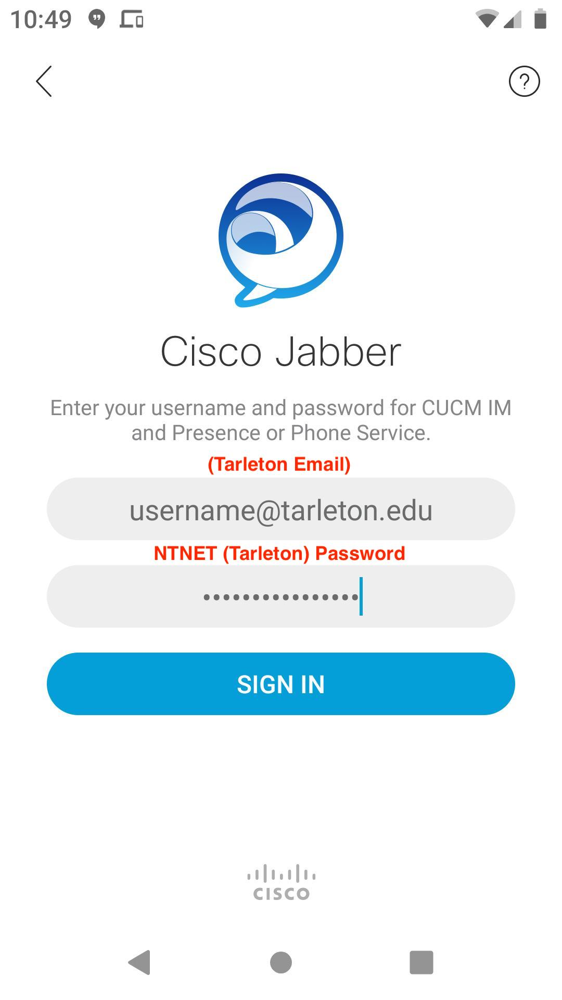 10:49
Cisco Jabber
Enter your username and password for CUCM IM
and Presence or Phone Service.
(Tarleton Email)
username@tarleton.edu
NTNET (Tarleton) Password
••••••••••••••••
SIGN IN
CISCO